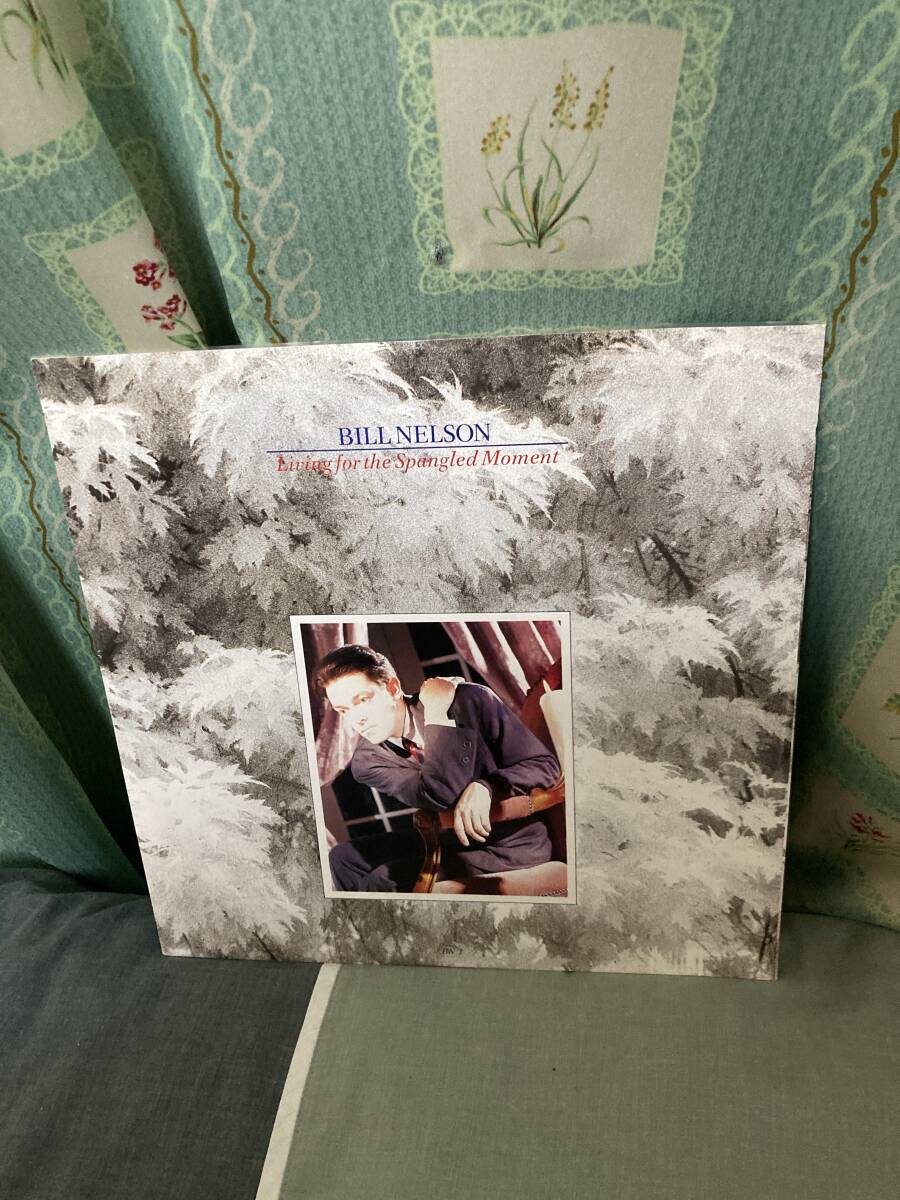 BILL NELSON
Living for the Spangled Moment